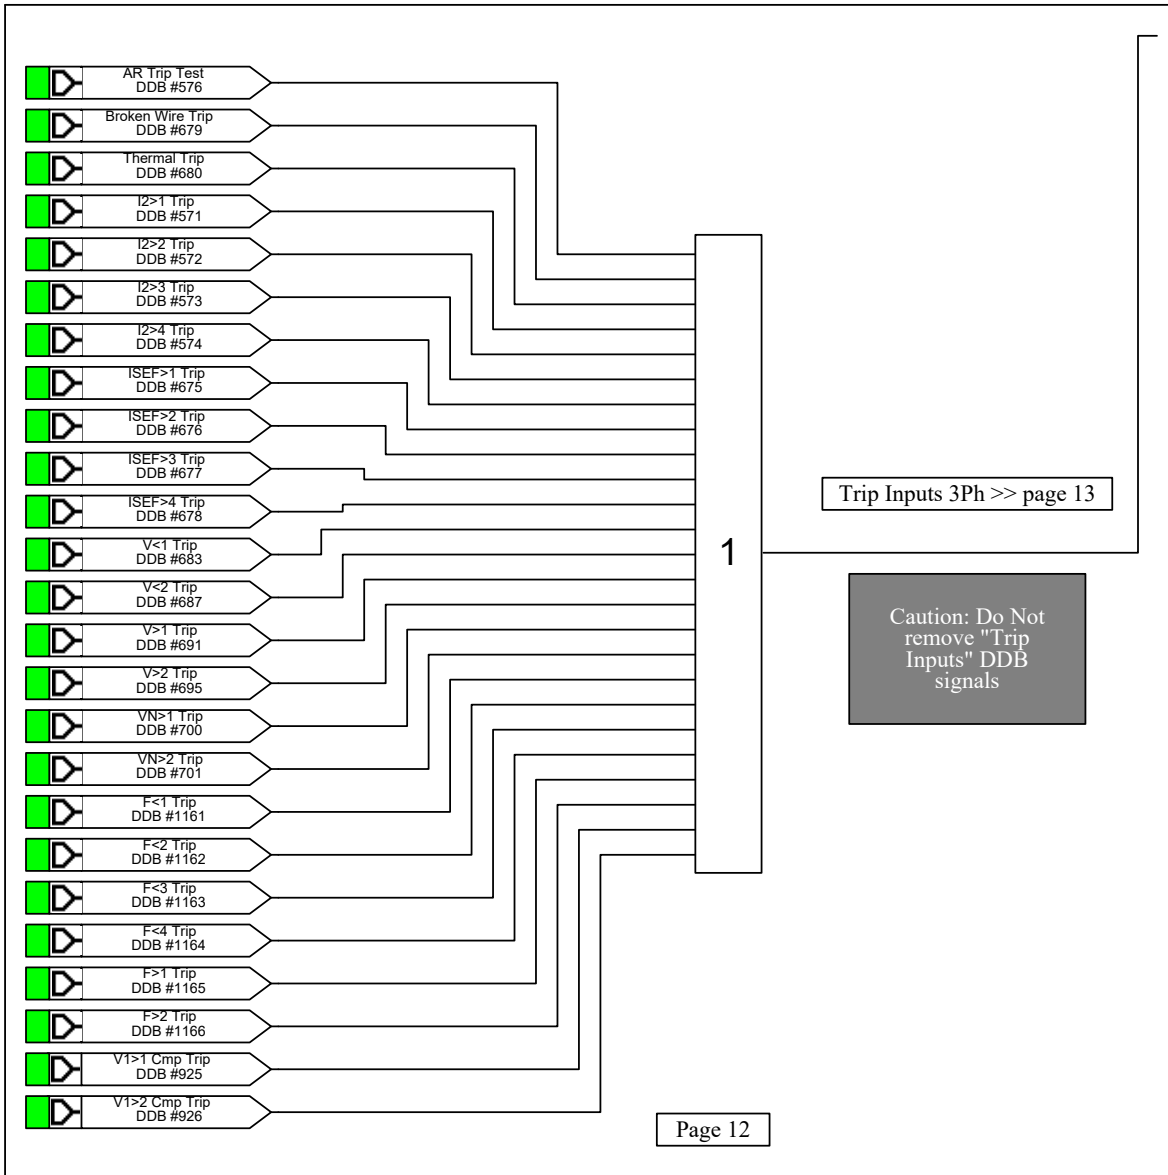 AR Trip Test
DDB #576
Broken Wire Trip
DDB #679
Thermal Trip
DDB #680
I2>1 Trip
DDB #571
I2>2 Trip
DDB #572
I2>3 Trip
DDB #573
I2>4 Trip
DDB #574
ISEF>1 Trip
DDB #675
ISEF>2 Trip
DDB #676
ISEF>3 Trip
DDB #677
ISEF>4 Trip
DDB #678
V<1 Trip
DDB #683
V<2 Trip
DDB #687
V>1 Trip
DDB #691
V>2 Trip
DDB #695
VN>1 Trip
DDB #700
VN>2 Trip
DDB #701
F<1 Trip
DDB #1161
F<2 Trip
DDB #1162
F<3 Trip
DDB #1163
F<4 Trip
DDB #1164
F>1 Trip
DDB #1165
F>2 Trip
DDB #1166
V1>1 Cmp Trip
DDB #925
V1>2 Cmp Trip
DDB #926
1
Trip Inputs 3Ph >> page 13
Caution: Do Not
remove "Trip
Inputs" DDB
signals
Page 12